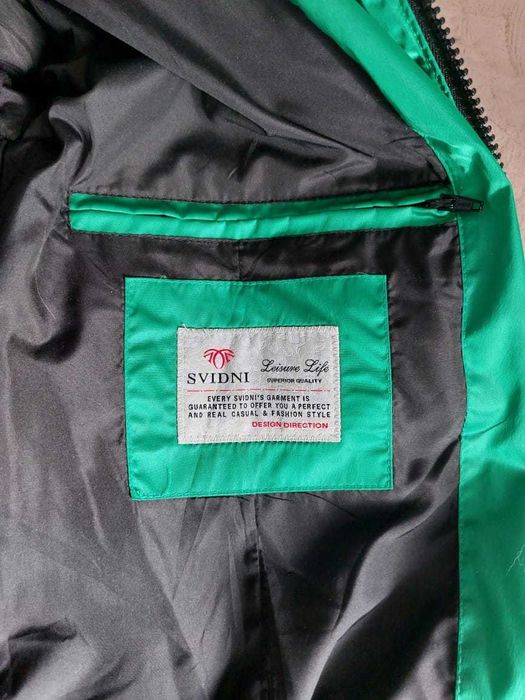 SVIDNI
Leisure Life
SUPERIOR QUALITY
EVERY SVIDNI'S GARMENT IS
GUARANTEED TO OFFER YOU A PERFECT
AND REAL CASUAL & FASHION STYLE
DESIGN DIRECTION